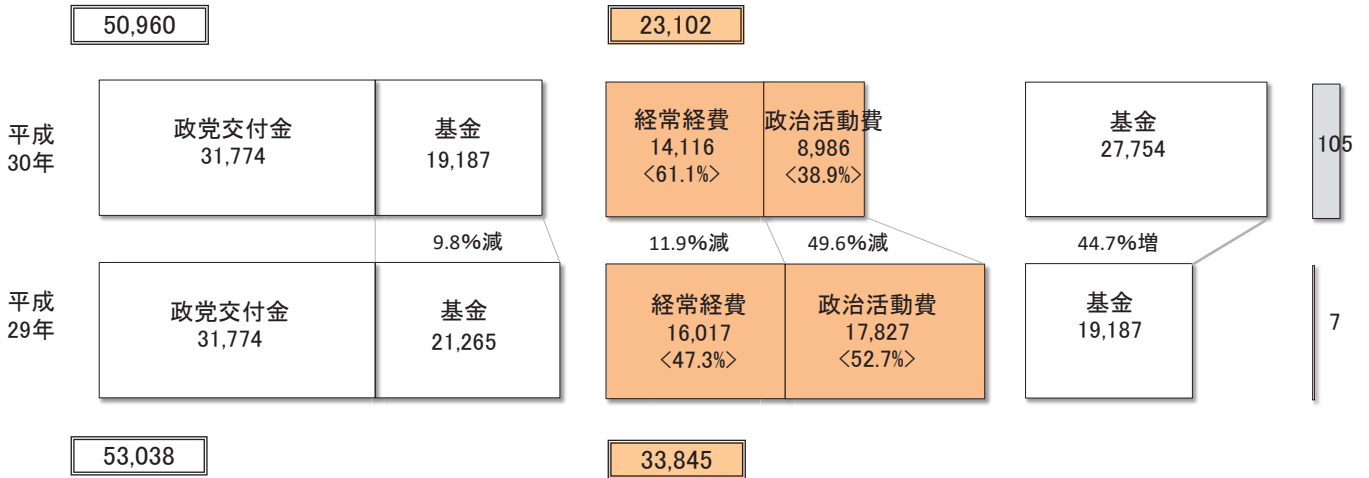 50,960
23,102
平成
30年
政党交付金
31,774
基金
19,187
経常経費
14,116
<61.1%>
政治活動費
8,986
<38.9%>
基金
27,754
105
9.8%減
11.9%減
49.6%減
44.7%増
平成
29年
政党交付金
31,774
基金
21,265
経常経費
16,017
<47.3%>
政治活動費
17,827
<52.7%>
基金
19,187
7
53,038
33,845